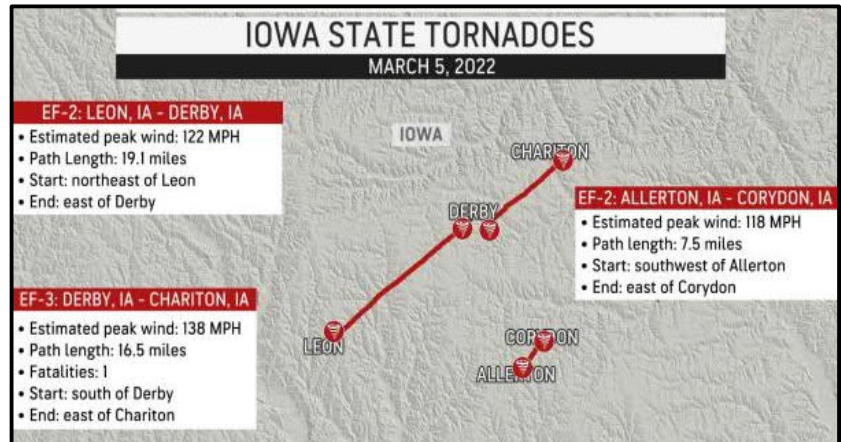 IOWA STATE TORNADOES
MARCH 5, 2022
EF-2: LEON, IA - DERBY, IA
• Estimated peak wind: 122 MPH
• Path Length: 19.1 miles
• Start: northeast of Leon
• End: east of Derby
IOWA
CHARITON
DERBY
EF-2: ALLERTON, IA - CORYDON, IA
• Estimated peak wind: 118 MPH
• Path length: 7.5 miles
• Start: southwest of Allerton
• End: east of Corydon
EF-3: DERBY, IA - CHARITON, IA
• Estimated peak wind: 138 MPH
• Path length: 16.5 miles
• Fatalities: 1
• Start: south of Derby
• End: east of Chariton
LEON
CORYDON
ALLERTON